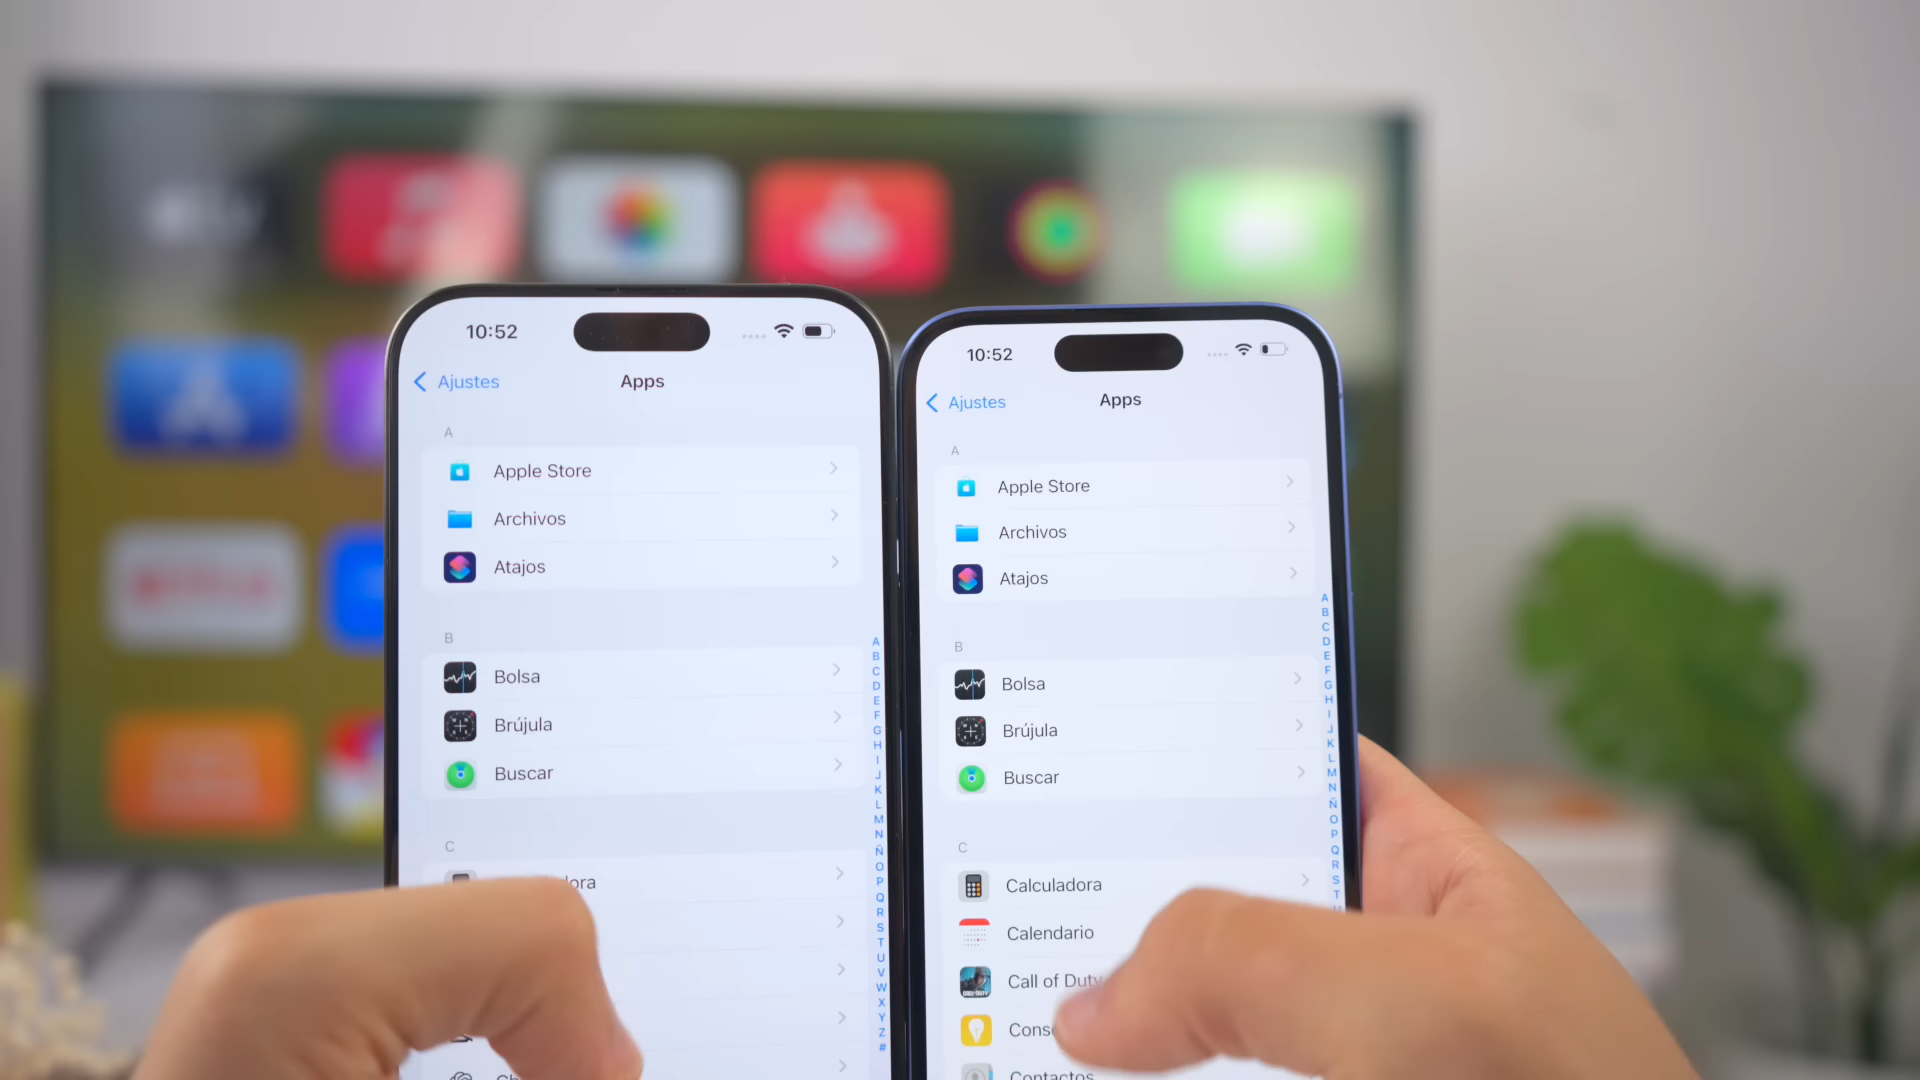 10:52
Ajustes
Apps
A
Apple Store
Archivos
Atajos
B
Bolsa
Brújula
Buscar
C
A
B
C
D
E
F
G
H
I
J
K
L
M
N
Ñ
O
P
Q
R
S
T
U
V
W
X
Y
Z
#
10:52
Ajustes
Apps
A
Apple Store
Archivos
Atajos
B
Bolsa
Brújula
Buscar
C
Calculadora
Calendario
Call of Duty
Contactos
A
B
C
D
E
F
G
H
I
J
K
L
M
N
Ñ
O
P
Q
R
S
T